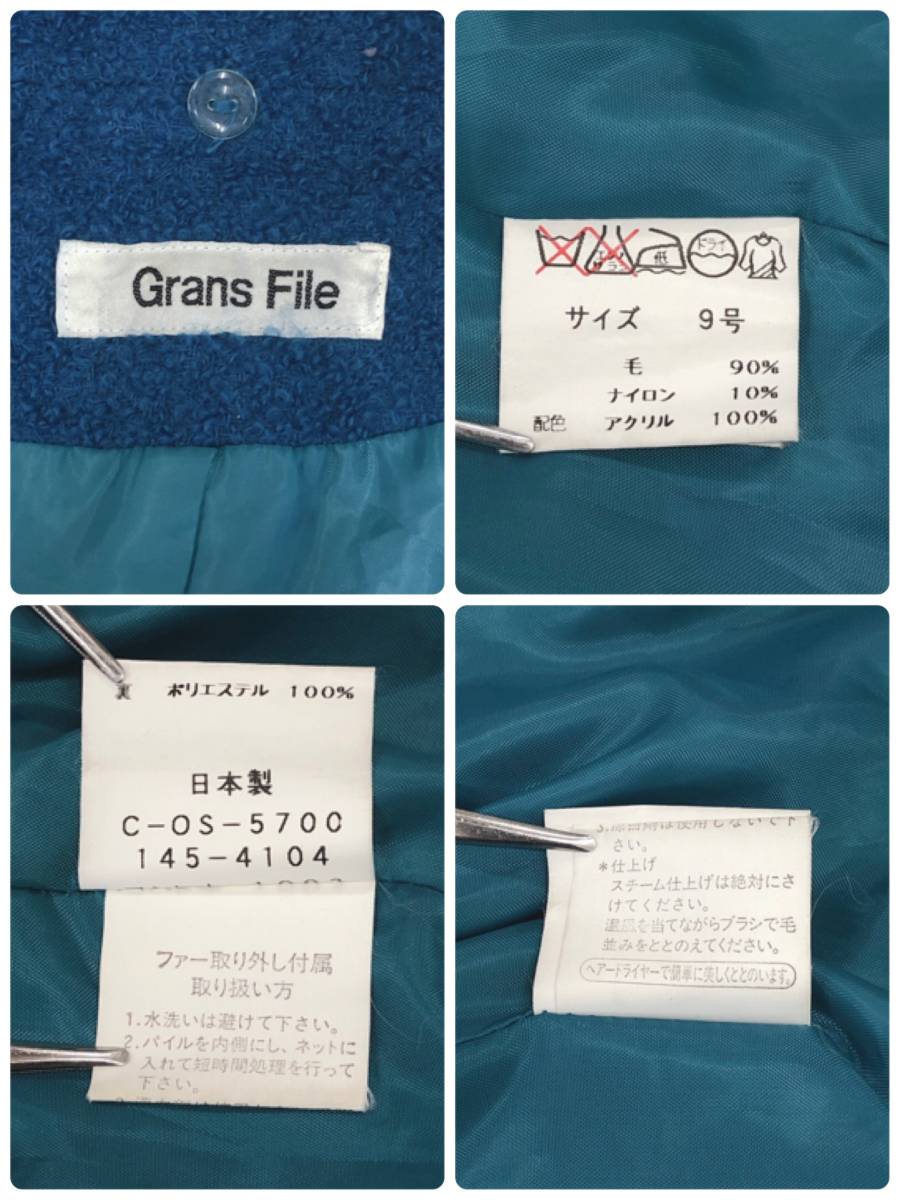 Grans File
ドライ
サイズ 9号
毛 90%
ナイロン 10%
配色 アクリル 100%
裏 ポリエステル 100%
日本製
C-OS-5700
145-4104
ファー取り外し付属
取り扱い方
1.水洗いは避けて下さい。
2.パイルを内側にし、ネットに
入れて短時間処理を行って
下さい。
さい。
*仕上げ
スチーム仕上げは絶対にさ
けてください。
温風を当てながらブラシで毛
並みをととのえてください。
ヘアードライヤーで簡単に美しくととのいます。